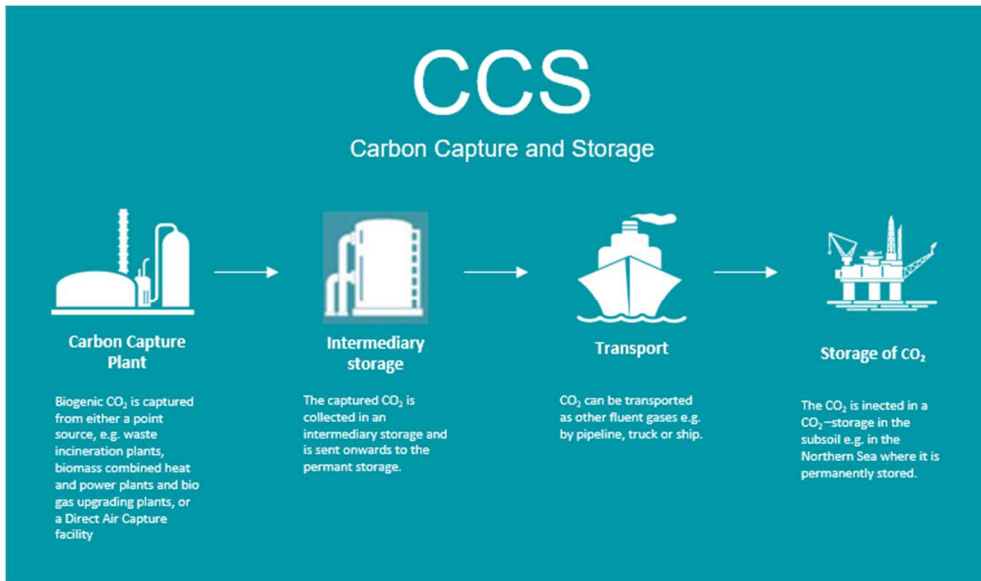 CCS
Carbon Capture and Storage
Carbon Capture
Plant
Biogenic CO₂ is captured
from either a point
source, e.g. waste
incineration plants,
biomass combined heat
and power plants and bio
gas upgrading plants, or
a Direct Air Capture
facility
Intermediary
storage
The captured CO₂ is
collected in an
intermediary storage and
is sent onwards to the
permant storage.
Transport
CO₂ can be transported
as other fluent gases e.g.
by pipeline, truck or ship.
Storage of CO₂
The CO₂ is inected in a
CO₂–storage in the
subsoil e.g. in the
Northern Sea where it is
permanently stored.